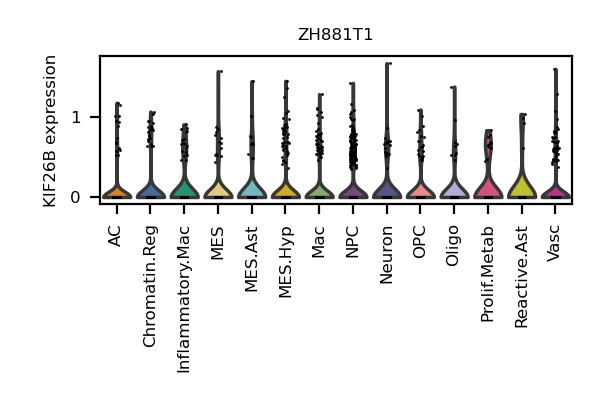 ZH881T1
KIF26B expression
1
0
AC
Chromatin.Reg
Inflammatory.Mac
MES
MES.Ast
MES.Hyp
Mac
NPC
Neuron
OPC
Oligo
Prolif.Metab
Reactive.Ast
Vasc